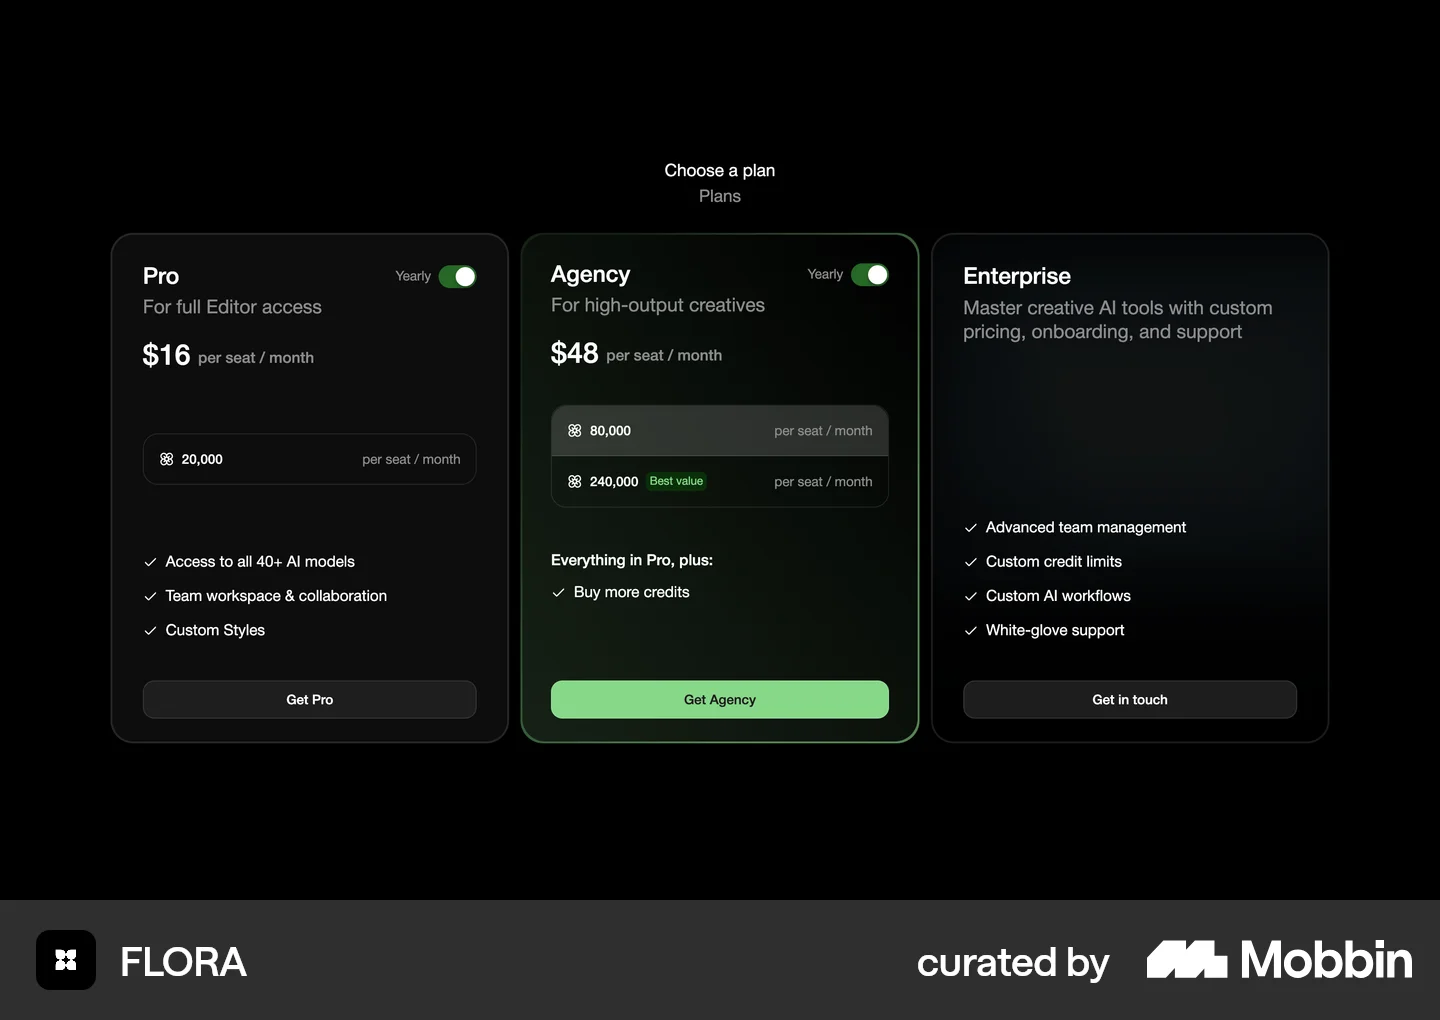 Choose a plan
Plans
Pro
Yearly
For full Editor access
$16 per seat / month
20,000 per seat / month
Access to all 40+ AI models
Team workspace & collaboration
Custom Styles
Get Pro
Agency
Yearly
For high-output creatives
$48 per seat / month
80,000 per seat / month
240,000 Best value per seat / month
Everything in Pro, plus:
Buy more credits
Get Agency
Enterprise
Master creative AI tools with custom
pricing, onboarding, and support
Advanced team management
Custom credit limits
Custom AI workflows
White-glove support
Get in touch
FLORA
curated by Mobbin